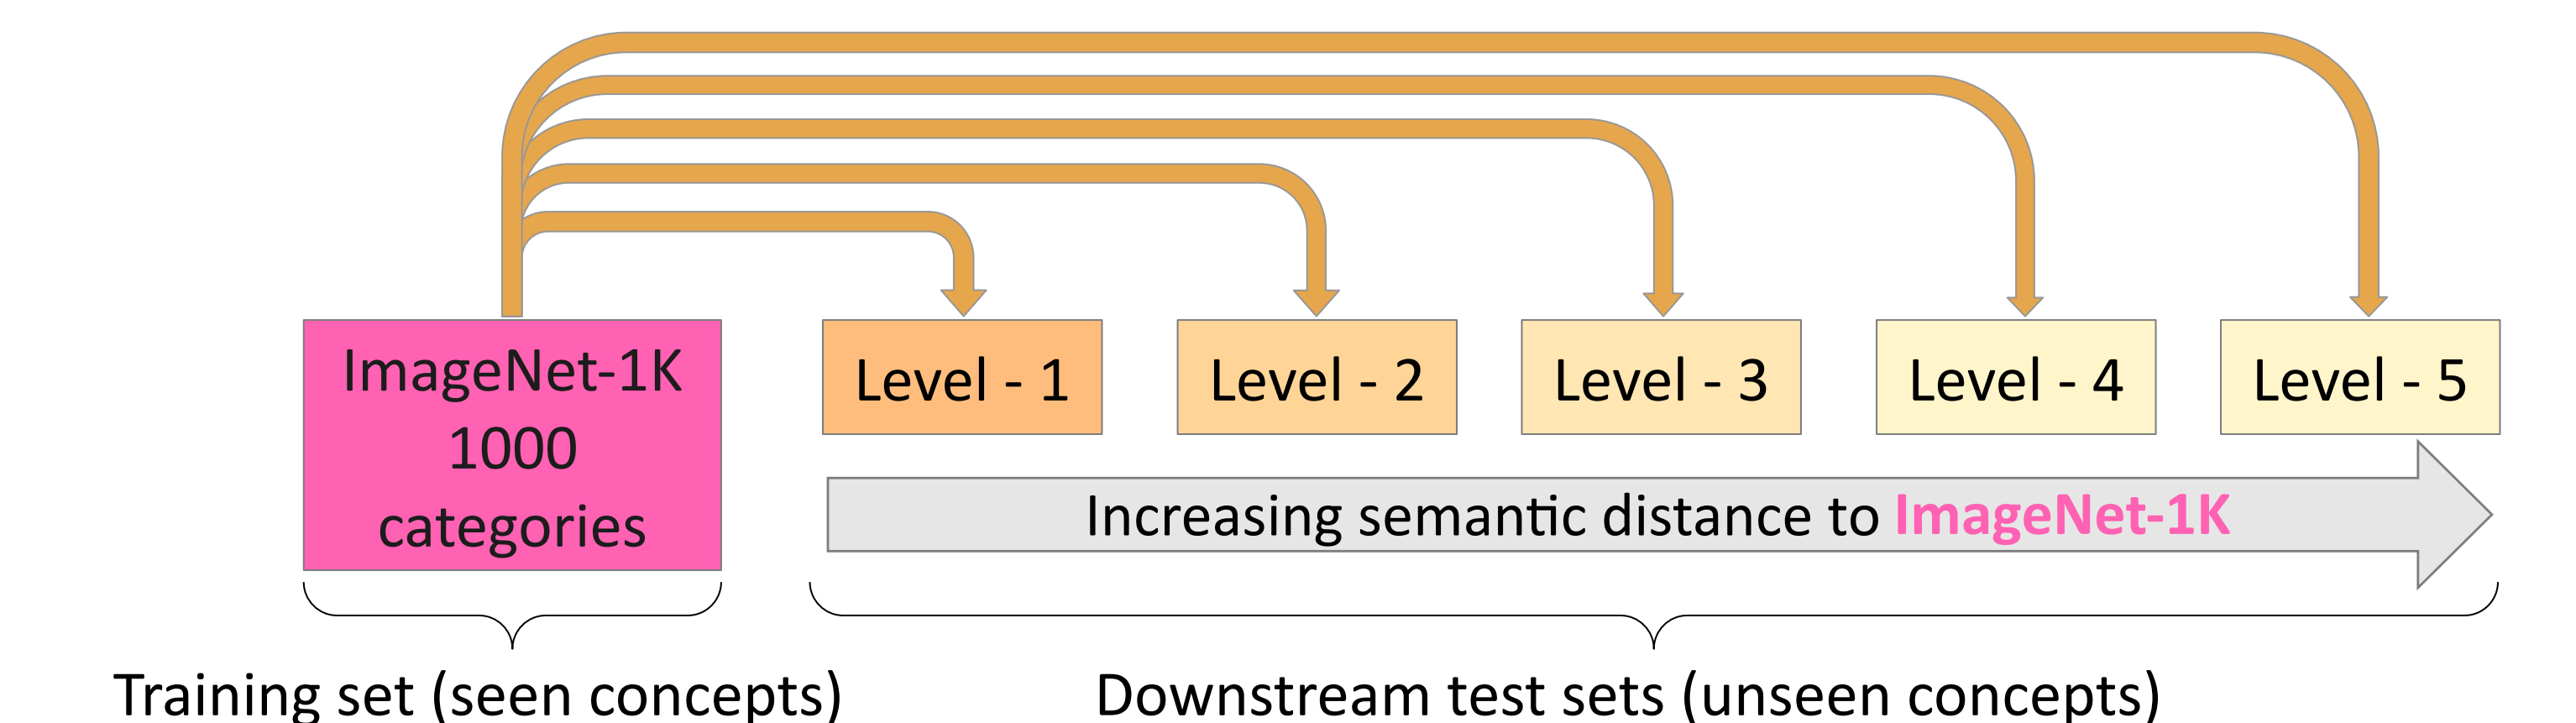 ImageNet-1K
1000
categories
Level - 1
Level - 2
Level - 3
Level - 4
Level - 5
Increasing semantic distance to ImageNet-1K
Training set (seen concepts)
Downstream test sets (unseen concepts)